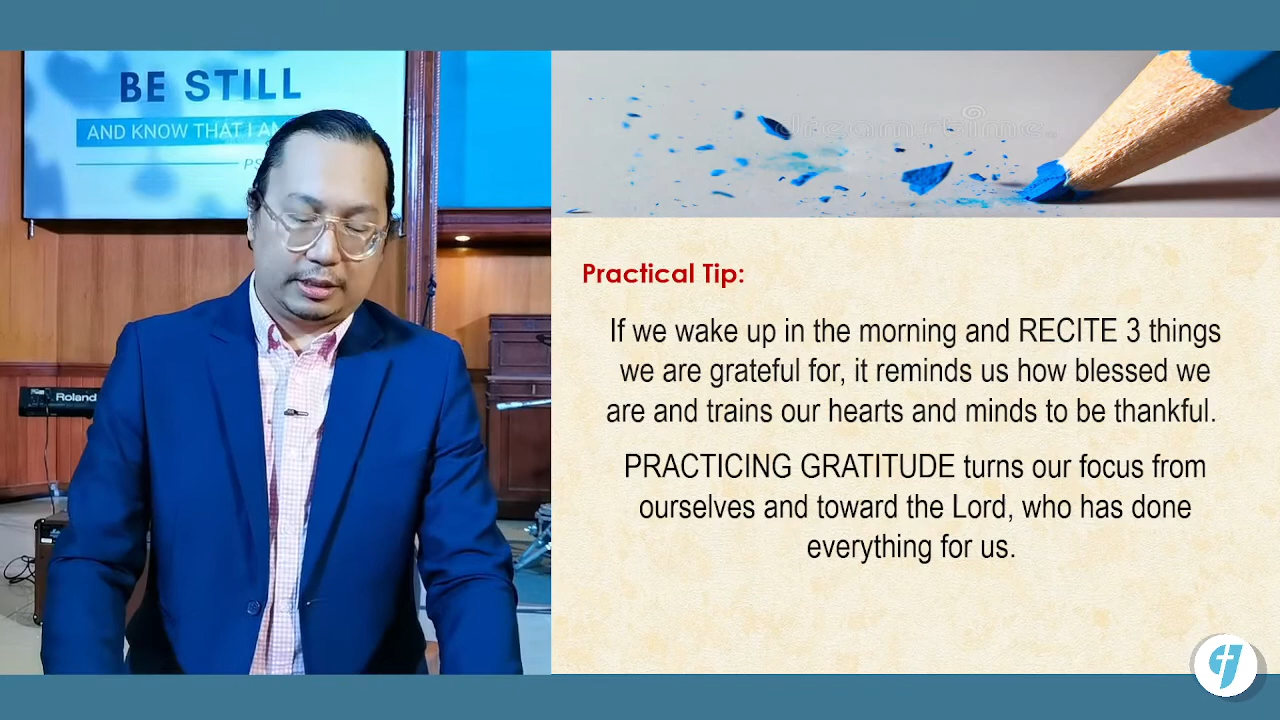 BE STILL
AND KNOW THAT I AM
PS
Roland
dreamstime
Practical Tip:
If we wake up in the morning and RECITE 3 things
we are grateful for, it reminds us how blessed we
are and trains our hearts and minds to be thankful.
PRACTICING GRATITUDE turns our focus from
ourselves and toward the Lord, who has done
everything for us.